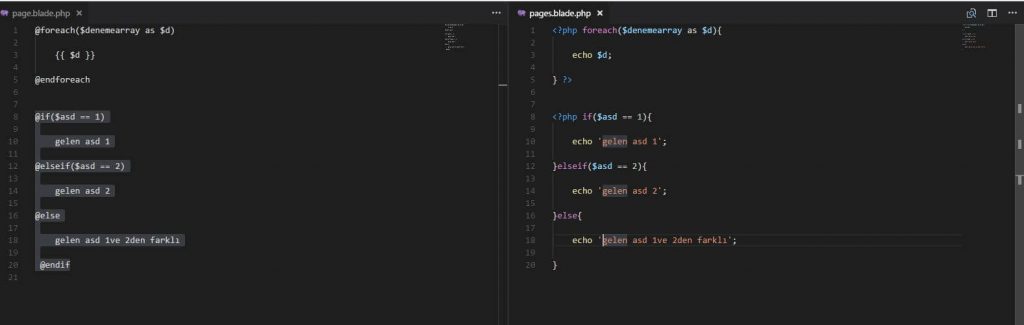 page.blade.php
1 @foreach($denemearray as $d)
2
3 {{ $d }}
4
5 @endforeach
6
7
8 @if($asd == 1)
9
10 gelen asd 1
11
12 @elseif($asd == 2)
13
14 gelen asd 2
15
16 @else
17
18 gelen asd 1ve 2den farklı
19
20 @endif
21
pages.blade.php
1 <?php foreach($denemearray as $d){
2
3 echo $d;
4
5 } ?>
6
7
8 <?php if($asd == 1){
9
10 echo 'gelen asd 1';
11
12 }elseif($asd == 2){
13
14 echo 'gelen asd 2';
15
16 }else{
17
18 echo 'gelen asd 1ve 2den farklı';
19
20 }